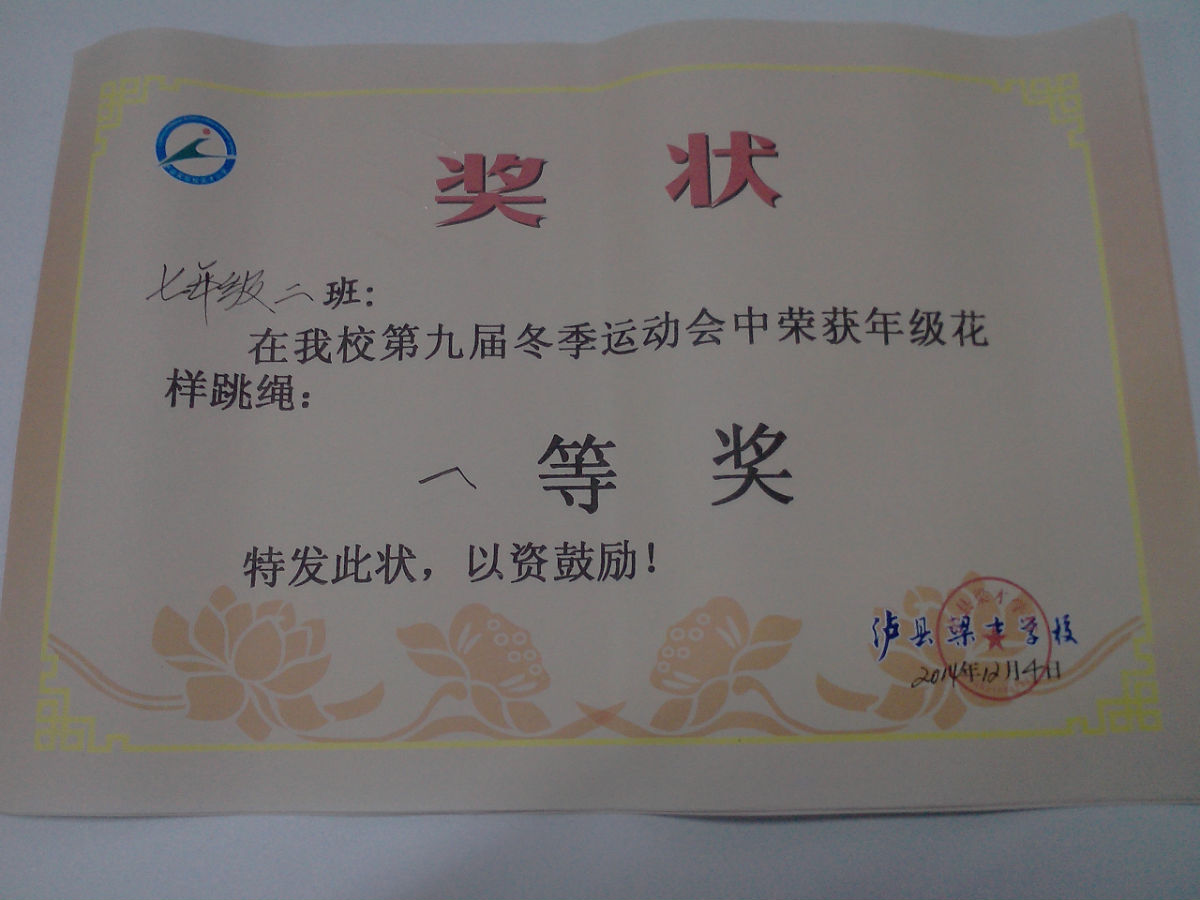 奖 状
七年级二班：
在我校第九届冬季运动会中荣获年级花
样跳绳：
一等奖
特发此状，以资鼓励！
泸县梁才学校
2014年12月4日